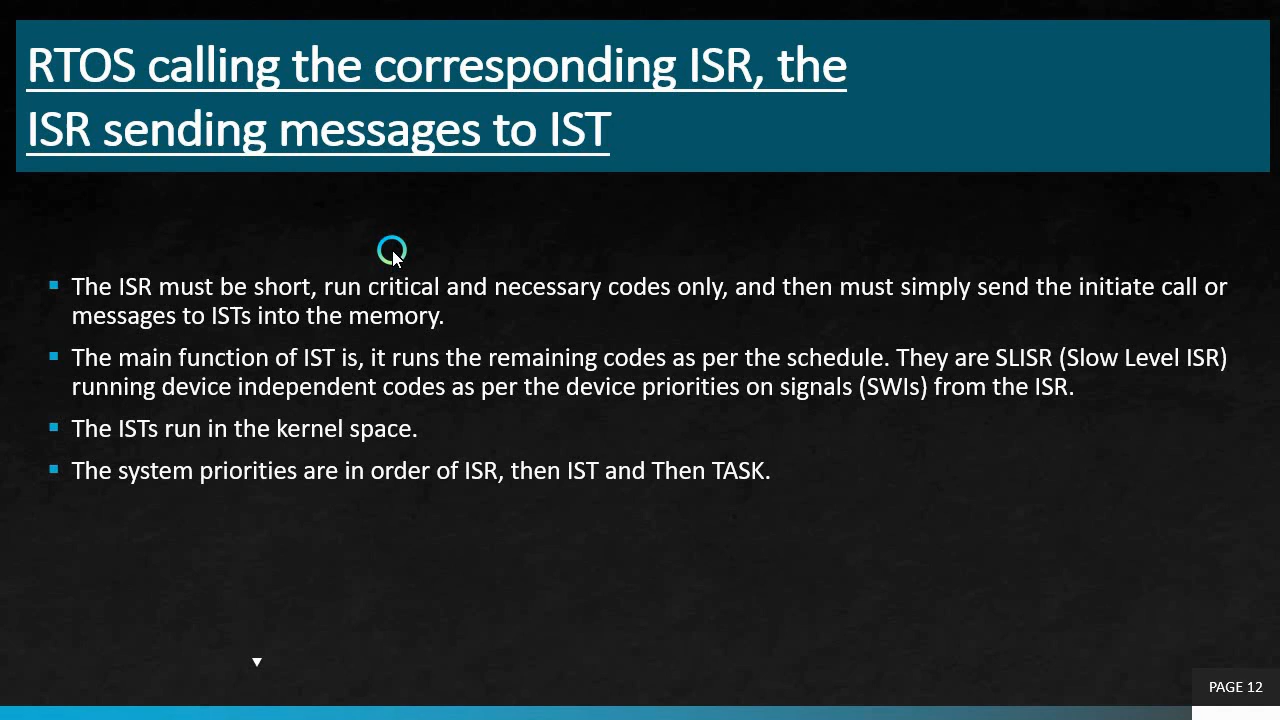 RTOS calling the corresponding ISR, the
ISR sending messages to IST
The ISR must be short, run critical and necessary codes only, and then must simply send the initiate call or
messages to ISTs into the memory.
The main function of IST is, it runs the remaining codes as per the schedule. They are SLISR (Slow Level ISR)
running device independent codes as per the device priorities on signals (SWIs) from the ISR.
The ISTs run in the kernel space.
The system priorities are in order of ISR, then IST and Then TASK.
PAGE 12